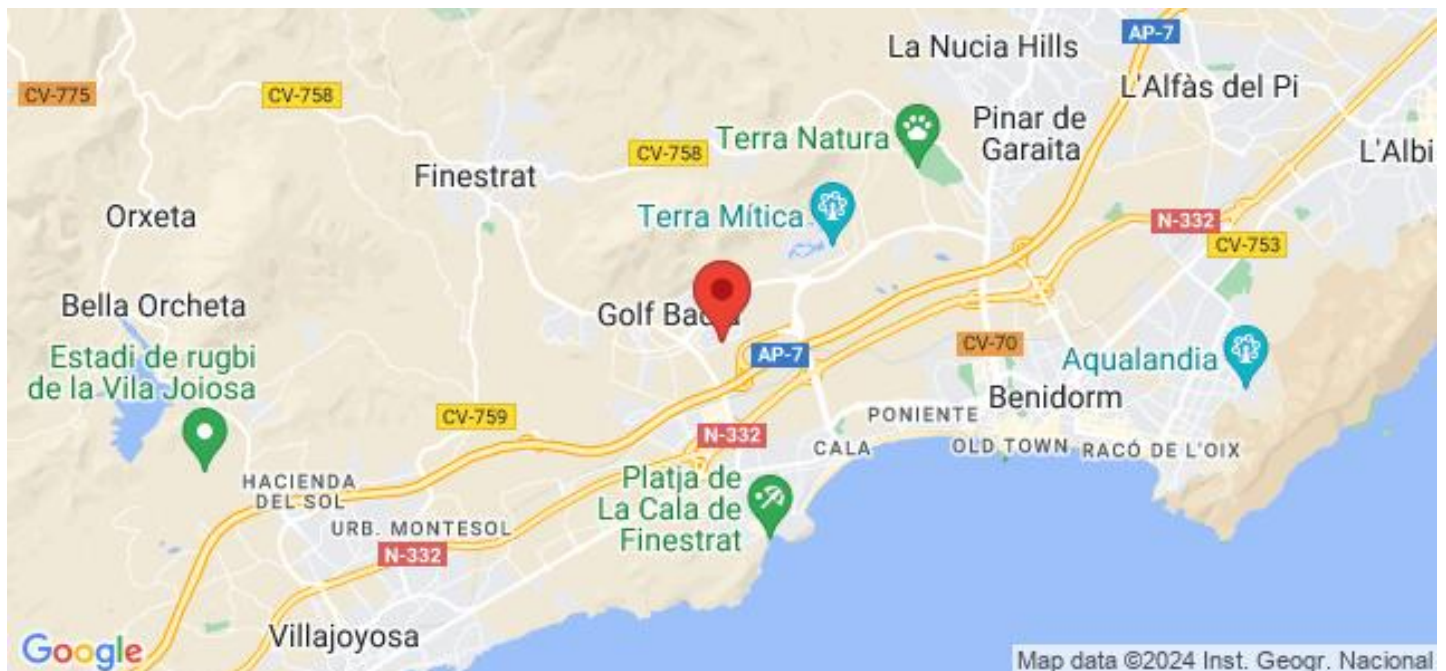 AP-7
La Nucia Hills
L'Alfàs del Pi
CV-775
CV-758
Terra Natura
Pinar de
Garaita
CV-758
L'Albi
Finestrat
Orxeta
Terra Mítica
N-332
CV-753
Bella Orcheta
Golf
Estadi de rugbi
de la Vila Joiosa
AP-7
CV-70
Aqualandia
Benidorm
CV-759
PONIENTE
N-332
CALA
OLD TOWN
RACÓ DE L'OIX
HACIENDA
DEL SOL
Platja de
La Cala de
Finestrat
URB. MONTESOL
N-332
Villajoyosa
Google
Map data ©2024 Inst. Geogr. Nacional